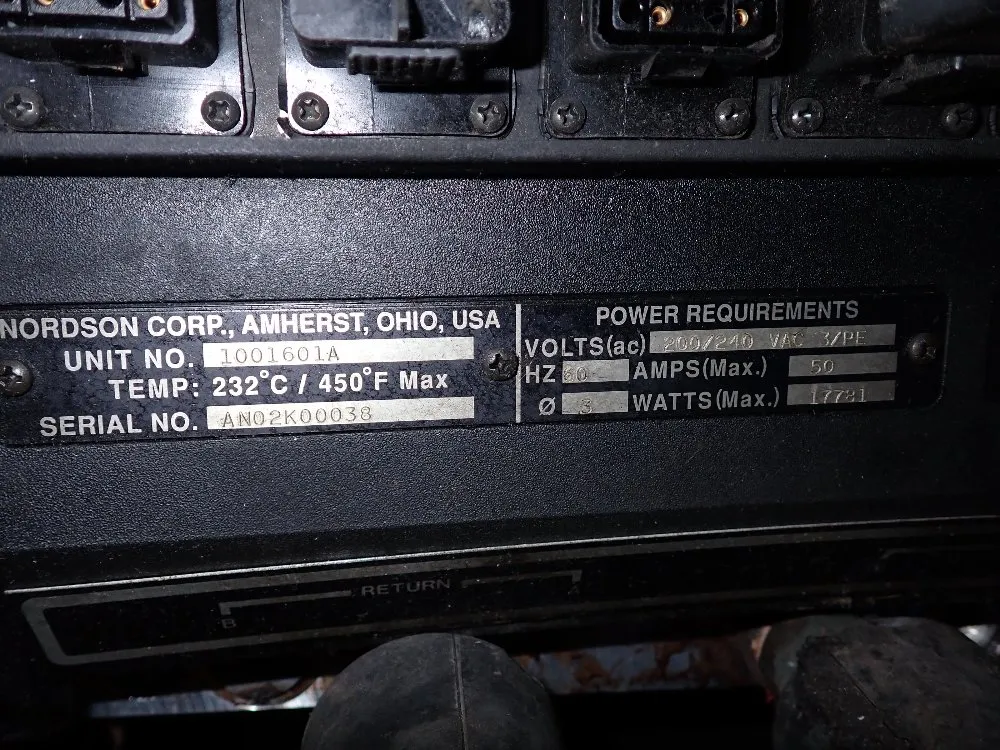 NORDSON CORP., AMHERST, OHIO, USA
UNIT NO. 1001601A
TEMP: 232°C / 450°F Max
SERIAL NO. AN02K00038
POWER REQUIREMENTS
VOLTS(ac) 200/240 VAC 3/PE
HZ 60 AMPS(Max.) 50
Ø 3 WATTS(Max.) 17781
RETURN
B A